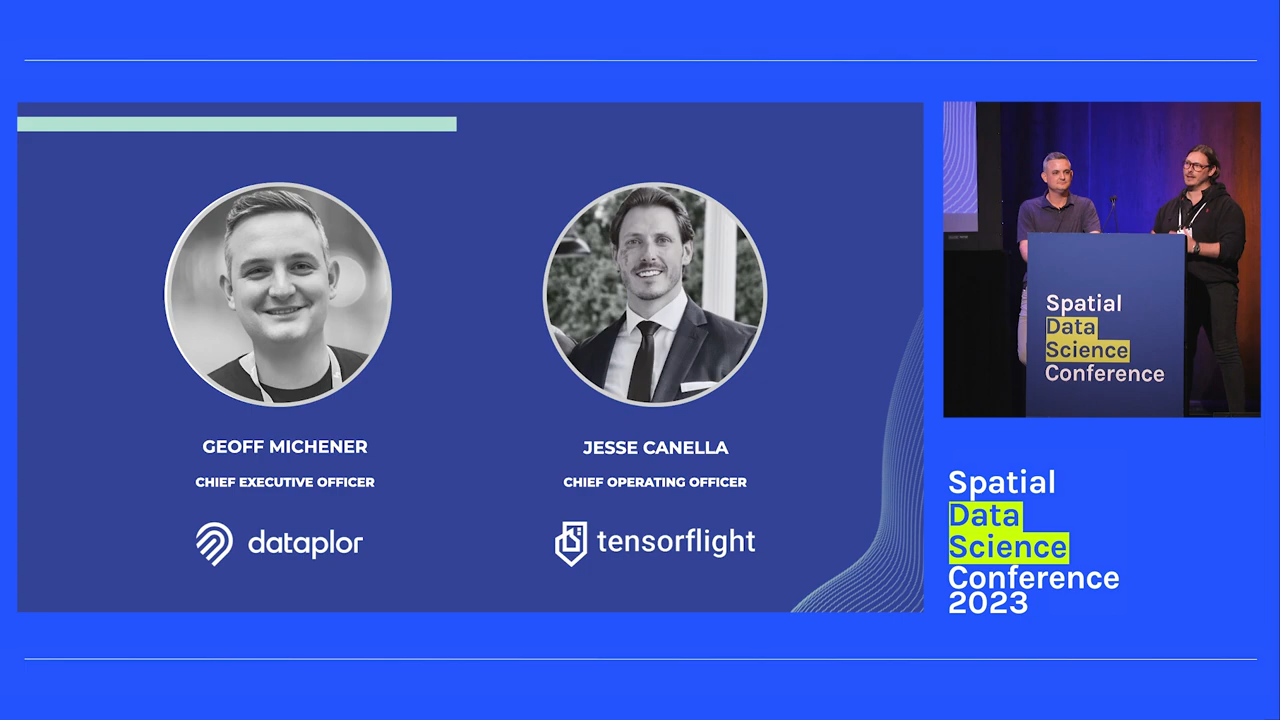 GEOFF MICHENER
CHIEF EXECUTIVE OFFICER
dataplor
JESSE CANELLA
CHIEF OPERATING OFFICER
tensorflight
Spatial
Data
Science
Conference
Spatial
Data
Science
Conference
2023